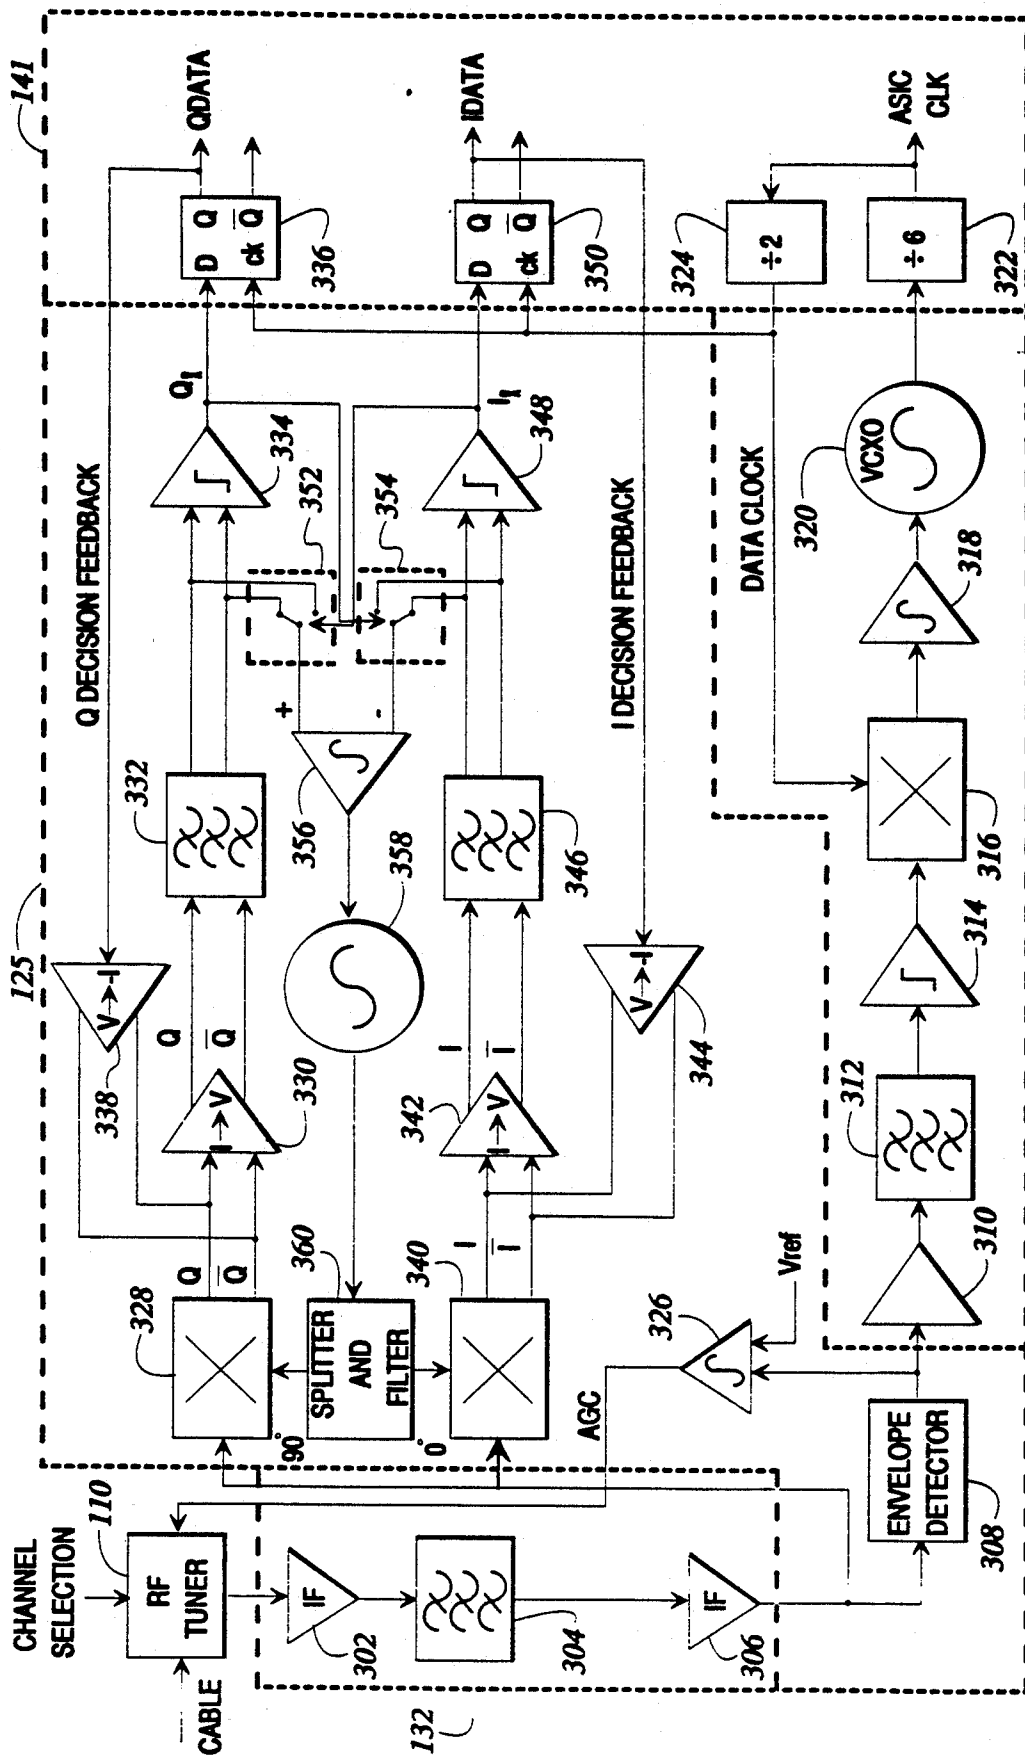 CHANNEL
SELECTION
110
RF
TUNER
CABLE
132
IF
302
304
IF
306
125
Q DECISION FEEDBACK
V→I
338
328
Q
Q̅
I→V
330
Q
Q̅
332
334
Qₗ
141
D Q
ck Q̅
336
QDATA
90°
SPLITTER
AND
FILTER
360
0°
358
356
+
-
352
354
340
I
I̅
I→V
342
I
I̅
346
348
Iₗ
D Q
ck Q̅
350
IDATA
V→I
344
I DECISION FEEDBACK
AGC
326
Vref
DATA CLOCK
÷2
324
ENVELOPE
DETECTOR
308
310
312
314
316
318
VCXO
320
÷6
322
ASIC
CLK